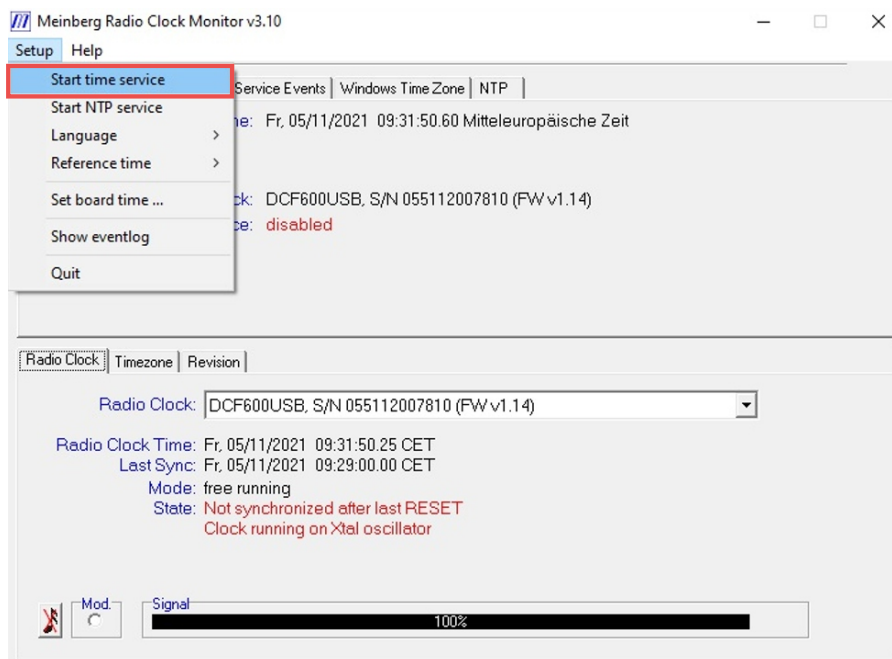 Meinberg Radio Clock Monitor v3.10
Setup Help
Start time service
Start NTP service
Language
Reference time
Set board time ...
Show eventlog
Quit
Service Events Windows Time Zone NTP
ne: Fr, 05/11/2021 09:31:50.60 Mitteleuropäische Zeit
ck: DCF600USB, S/N 055112007810 (FW v1.14)
ce: disabled
Radio Clock Timezone Revision
Radio Clock: DCF600USB, S/N 055112007810 (FW v1.14)
Radio Clock Time: Fr, 05/11/2021 09:31:50.25 CET
Last Sync: Fr, 05/11/2021 09:29:00.00 CET
Mode: free running
State: Not synchronized after last RESET
Clock running on Xtal oscillator
Mod. Signal
100%